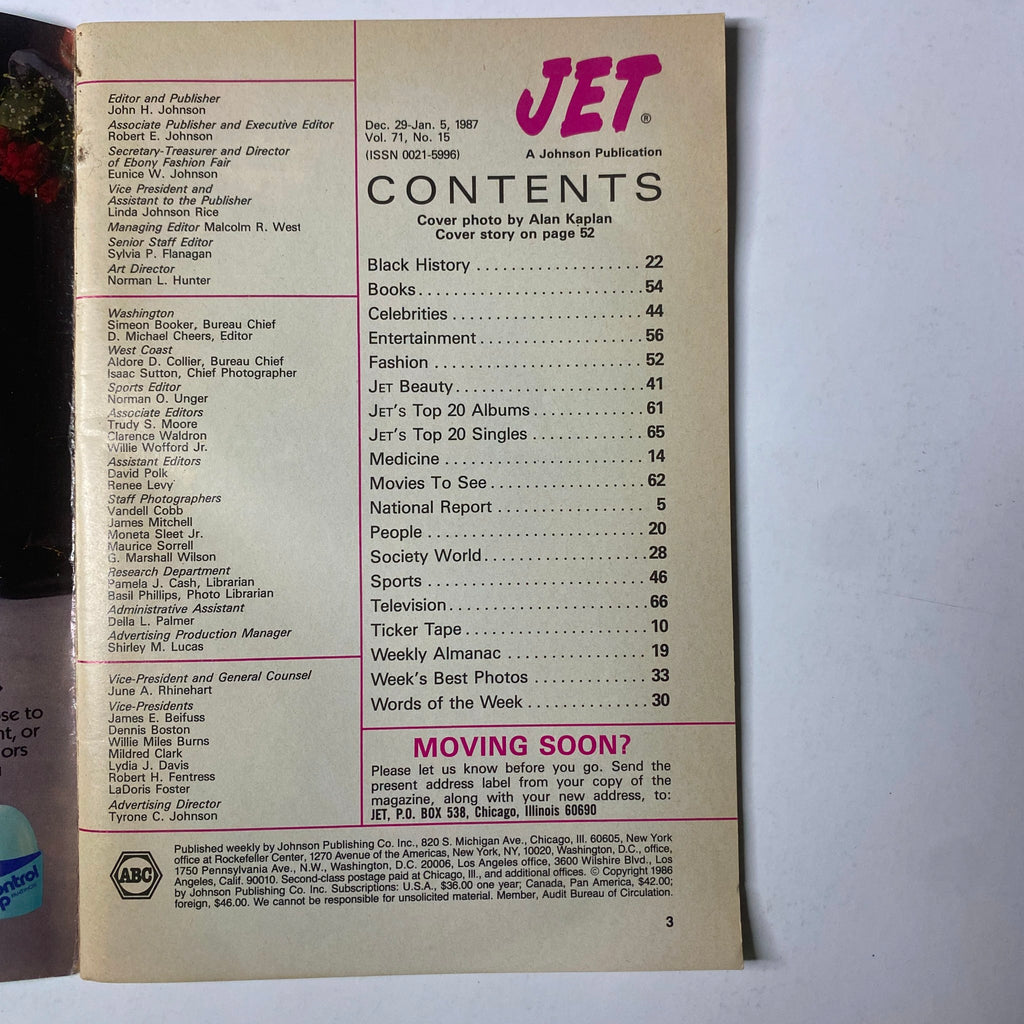 Editor and Publisher
John H. Johnson
Associate Publisher and Executive Editor
Robert E. Johnson
Secretary-Treasurer and Director
of Ebony Fashion Fair
Eunice W. Johnson
Vice President and
Assistant to the Publisher
Linda Johnson Rice
Managing Editor Malcolm R. West
Senior Staff Editor
Sylvia P. Flanagan
Art Director
Norman L. Hunter
Washington
Simeon Booker, Bureau Chief
D. Michael Cheers, Editor
West Coast
Aldore D. Collier, Bureau Chief
Isaac Sutton, Chief Photographer
Sports Editor
Norman O. Unger
Associate Editors
Trudy S. Moore
Clarence Waldron
Willie Wofford Jr.
Assistant Editors
David Polk
Renee Levy
Staff Photographers
Vandell Cobb
James Mitchell
Moneta Sleet Jr.
Maurice Sorrell
G. Marshall Wilson
Research Department
Pamela J. Cash, Librarian
Basil Phillips, Photo Librarian
Administrative Assistant
Della L. Palmer
Advertising Production Manager
Shirley M. Lucas
Vice-President and General Counsel
June A. Rhinehart
Vice-Presidents
James E. Beifuss
Dennis Boston
Willie Miles Burns
Mildred Clark
Lydia J. Davis
Robert H. Fentress
LaDoris Foster
Advertising Director
Tyrone C. Johnson
JET®
Dec. 29-Jan. 5, 1987
Vol. 71, No. 15
(ISSN 0021-5996)
A Johnson Publication
CONTENTS
Cover photo by Alan Kaplan
Cover story on page 52
Black History .................. 22
Books ........................ 54
Celebrities .................... 44
Entertainment ................. 56
Fashion ...................... 52
JET Beauty .................... 41
JET's Top 20 Albums ............ 61
JET's Top 20 Singles ............ 65
Medicine ..................... 14
Movies To See ................. 62
National Report ................ 5
People ....................... 20
Society World ................. 28
Sports ....................... 46
Television .................... 66
Ticker Tape ................... 10
Weekly Almanac ............... 19
Week's Best Photos ............ 33
Words of the Week ............. 30
MOVING SOON?
Please let us know before you go. Send the
present address label from your copy of the
magazine, along with your new address, to:
JET, P.O. BOX 538, Chicago, Illinois 60690
ABC
Published weekly by Johnson Publishing Co. Inc., 820 S. Michigan Ave., Chicago, Ill. 60605, New York
office at Rockefeller Center, 1270 Avenue of the Americas, New York, NY, 10020, Washington, D.C., office,
1750 Pennsylvania Ave., N.W., Washington, D.C. 20006, Los Angeles office, 3600 Wilshire Blvd., Los
Angeles, Calif. 90010. Second-class postage paid at Chicago, Ill., and additional offices. © Copyright 1986
by Johnson Publishing Co. Inc. Subscriptions: U.S.A., $36.00 one year; Canada, Pan America, $42.00;
foreign, $46.00. We cannot be responsible for unsolicited material. Member, Audit Bureau of Circulation.
3